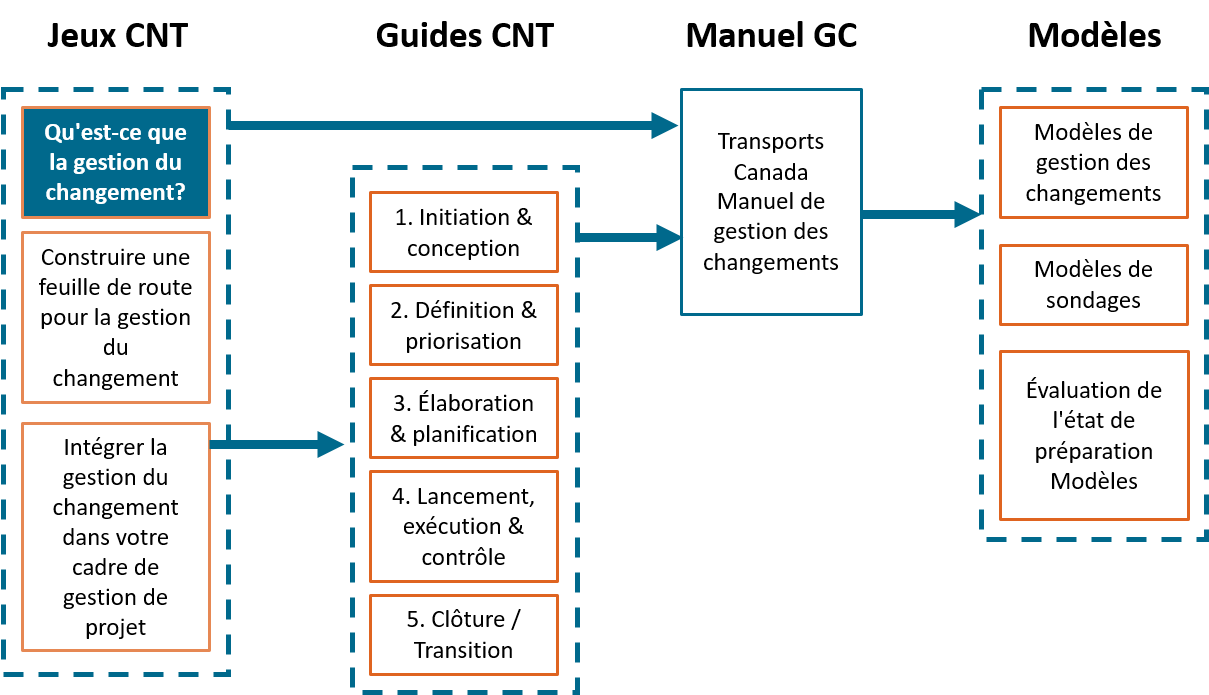 Jeux CNT
Guides CNT
Manuel GC
Modèles
Qu'est-ce que
la gestion du
changement?
Construire une
feuille de route
pour la gestion
du
changement
Intégrer la
gestion du
changement
dans votre
cadre de
gestion de
projet
1. Initiation &
conception
2. Définition &
priorisation
3. Élaboration
& planification
4. Lancement,
exécution &
contrôle
5. Clôture /
Transition
Transports
Canada
Manuel de
gestion des
changements
Modèles de
gestion des
changements
Modèles de
sondages
Évaluation de
l'état de
préparation
Modèles